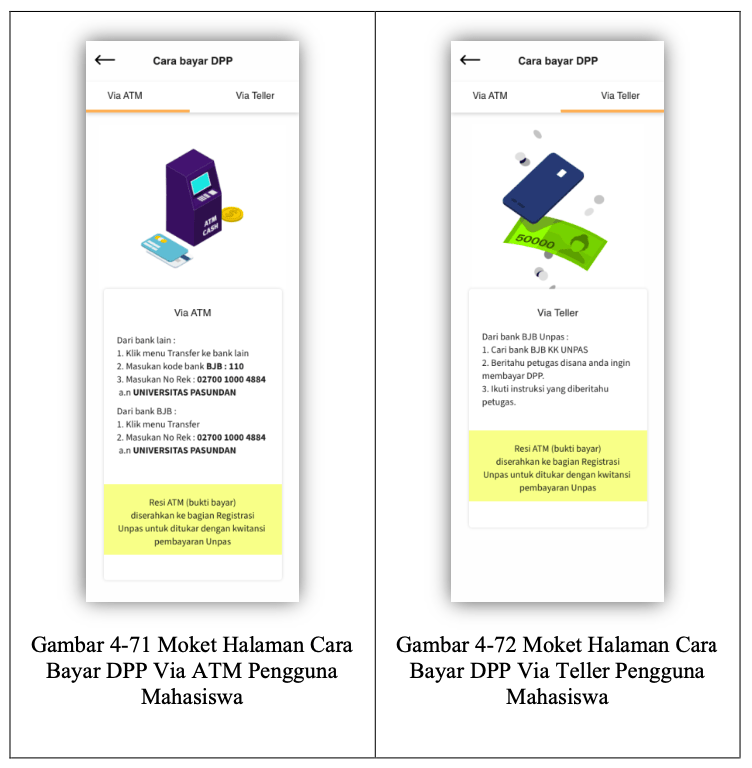 Cara bayar DPP
Via ATM
Via Teller
ATM
CASH
Via ATM
Dari bank lain :
1. Klik menu Transfer ke bank lain
2. Masukan kode bank BJB : 110
3. Masukan No Rek : 02700 1000 4884
a.n UNIVERSITAS PASUNDAN
Dari bank BJB :
1. Klik menu Transfer
2. Masukan No Rek : 02700 1000 4884
a.n UNIVERSITAS PASUNDAN
Resi ATM (bukti bayar)
diserahkan ke bagian Registrasi
Unpas untuk ditukar dengan kwitansi
pembayaran Unpas
Gambar 4-71 Moket Halaman Cara
Bayar DPP Via ATM Pengguna
Mahasiswa
Cara bayar DPP
Via ATM
Via Teller
50000
Via Teller
Dari bank BJB Unpas :
1. Cari bank BJB KK UNPAS
2. Beritahu petugas disana anda ingin
membayar DPP.
3. Ikuti instruksi yang diberitahu
petugas.
Resi ATM (bukti bayar)
diserahkan ke bagian Registrasi
Unpas untuk ditukar dengan kwitansi
pembayaran Unpas
Gambar 4-72 Moket Halaman Cara
Bayar DPP Via Teller Pengguna
Mahasiswa